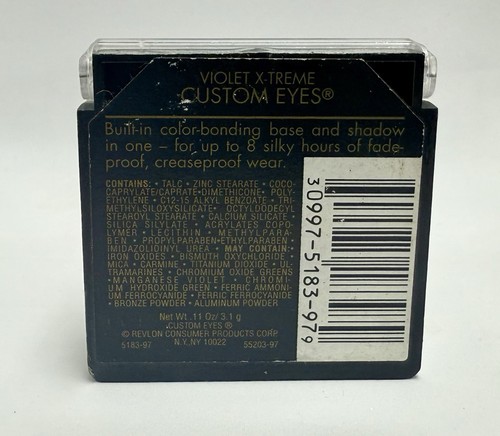 VIOLET X-TREME
CUSTOM EYES®
Built-in color-bonding base and shadow
in one – for up to 8 silky hours of fade-
proof, creaseproof wear.
CONTAINS: • TALC • ZINC STEARATE • COCO-
CAPRYLATE/CAPRATE•DIMETHICONE• POLY-
ETHYLENE • C12-15 ALKYL BENZOATE • TRI-
METHYLSILOXYSILICATE• OCTYLDODECYL
STEAROYL STEARATE • CALCIUM SILICATE •
SILICA SILYLATE • ACRYLATES COPO-
LYMER • LECITHIN • METHYLPARA-
BEN • PROPYLPARABEN•ETHYLPARABEN
IMIDAZOLIDINYL UREA • MAY CONTAIN:
IRON OXIDES • BISMUTH OXYCHLORIDE •
MICA • CARMINE • TITANIUM DIOXIDE • UL-
TRAMARINES • CHROMIUM OXIDE GREENS
•MANGANESE VIOLET • CHROMI-
UM HYDROXIDE GREEN • FERRIC AMMONI-
UM FERROCYANIDE • FERRIC FERROCYANIDE
• BRONZE POWDER • ALUMINUM POWDER
Net Wt .11 Oz/ 3.1 g
CUSTOM EYES ®
© REVLON CONSUMER PRODUCTS CORP.
5183-97 N.Y.,NY 10022 55203-97
30997-5183-979